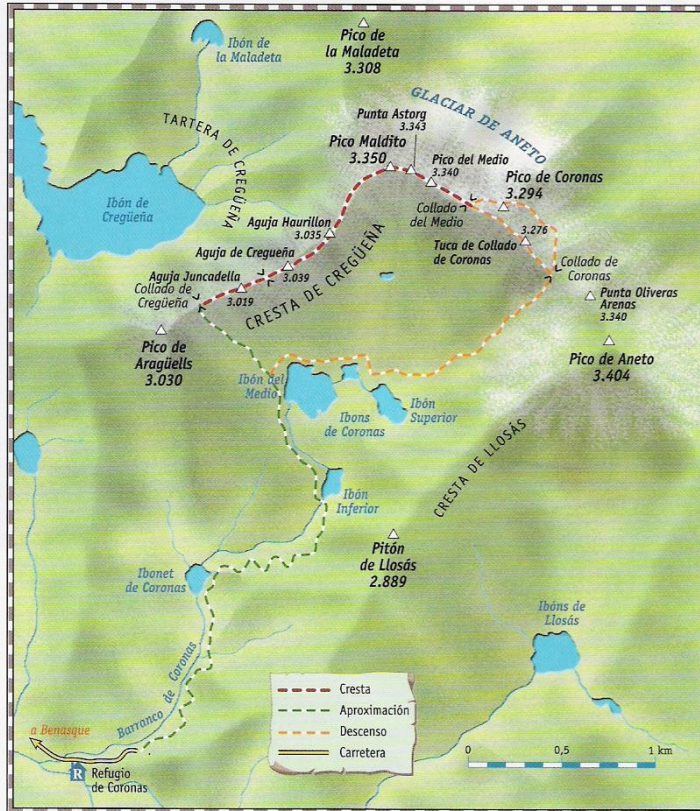 Ibón de
la Maladeta
Pico de
la Maladeta
3.308
GLACIAR DE ANETO
TARTERA DE
CREGÜEÑA
Punta Astorg
3.343
Pico Maldito
3.350
Pico del Medio
3.340
Pico de Coronas
3.294
Ibón de
Cregüeña
Aguja Haurillon
3.035
Collado
del Medio
3.276
Tuca de Collado
de Coronas
Aguja de Cregueña
3.039
Collado de
Coronas
Aguja Juncadella
3.019
Collado de
Cregüeña
CRESTA DE CREGÜEÑA
Punta Oliveras
Arenas
3.340
Pico de
Aragüells
3.030
Pico de Aneto
3.404
Ibón del
Medio
Ibons
de Coronas
Ibón
Superior
CRESTA DE LLOSÁS
Ibón
Inferior
Pitón
de Llosás
2.889
Ibonet
de Coronas
Ibóns de
Llosás
Barranco de Coronas
Cresta
Aproximación
Descenso
Carretera
a Benasque
R
Refugio
de Coronas
0 0,5 1 km